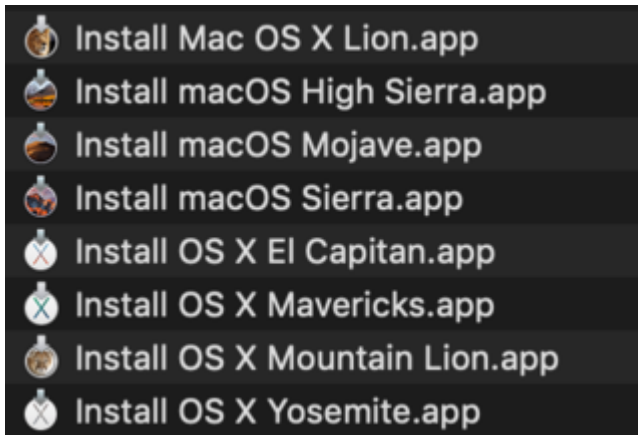 Install Mac OS X Lion.app
Install macOS High Sierra.app
Install macOS Mojave.app
Install macOS Sierra.app
Install OS X El Capitan.app
Install OS X Mavericks.app
Install OS X Mountain Lion.app
Install OS X Yosemite.app